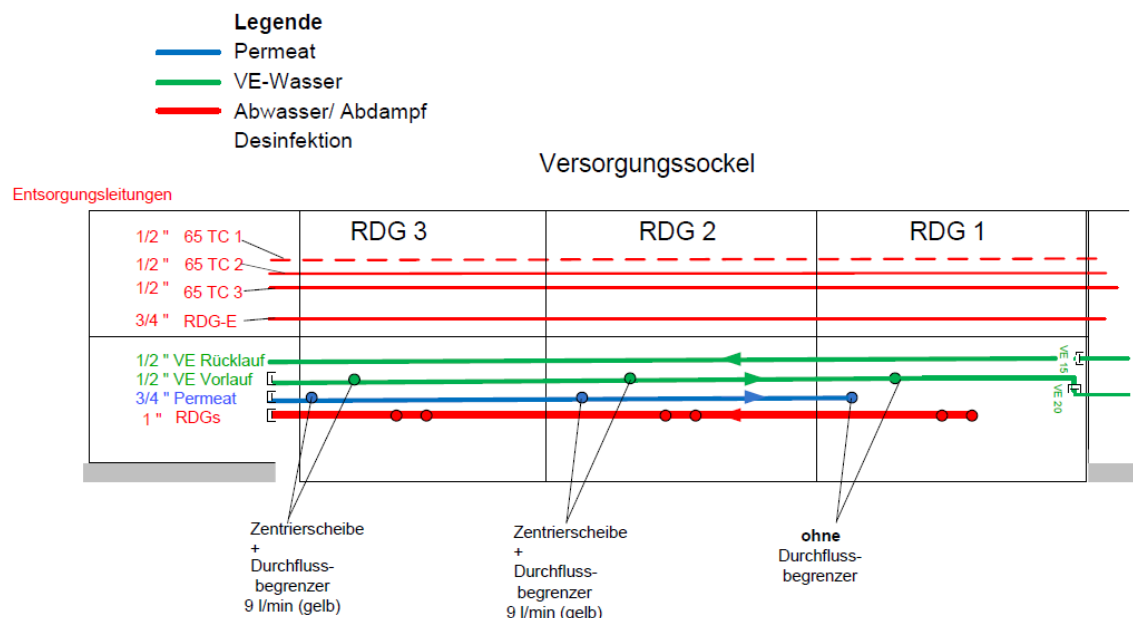 Legende
Permeat
VE-Wasser
Abwasser/ Abdampf
Desinfektion
Versorgungssockel
Entsorgungsleitungen
RDG 3
RDG 2
RDG 1
1/2 " 65 TC 1
1/2 " 65 TC 2
1/2 " 65 TC 3
3/4 " RDG-E
1/2 " VE Rücklauf
1/2 " VE Vorlauf
3/4 " Permeat
1 " RDGs
VE 15
VE 20
Zentrierscheibe
+
Durchfluss-
begrenzer
9 l/min (gelb)
Zentrierscheibe
+
Durchfluss-
begrenzer
9 l/min (gelb)
ohne
Durchfluss-
begrenzer